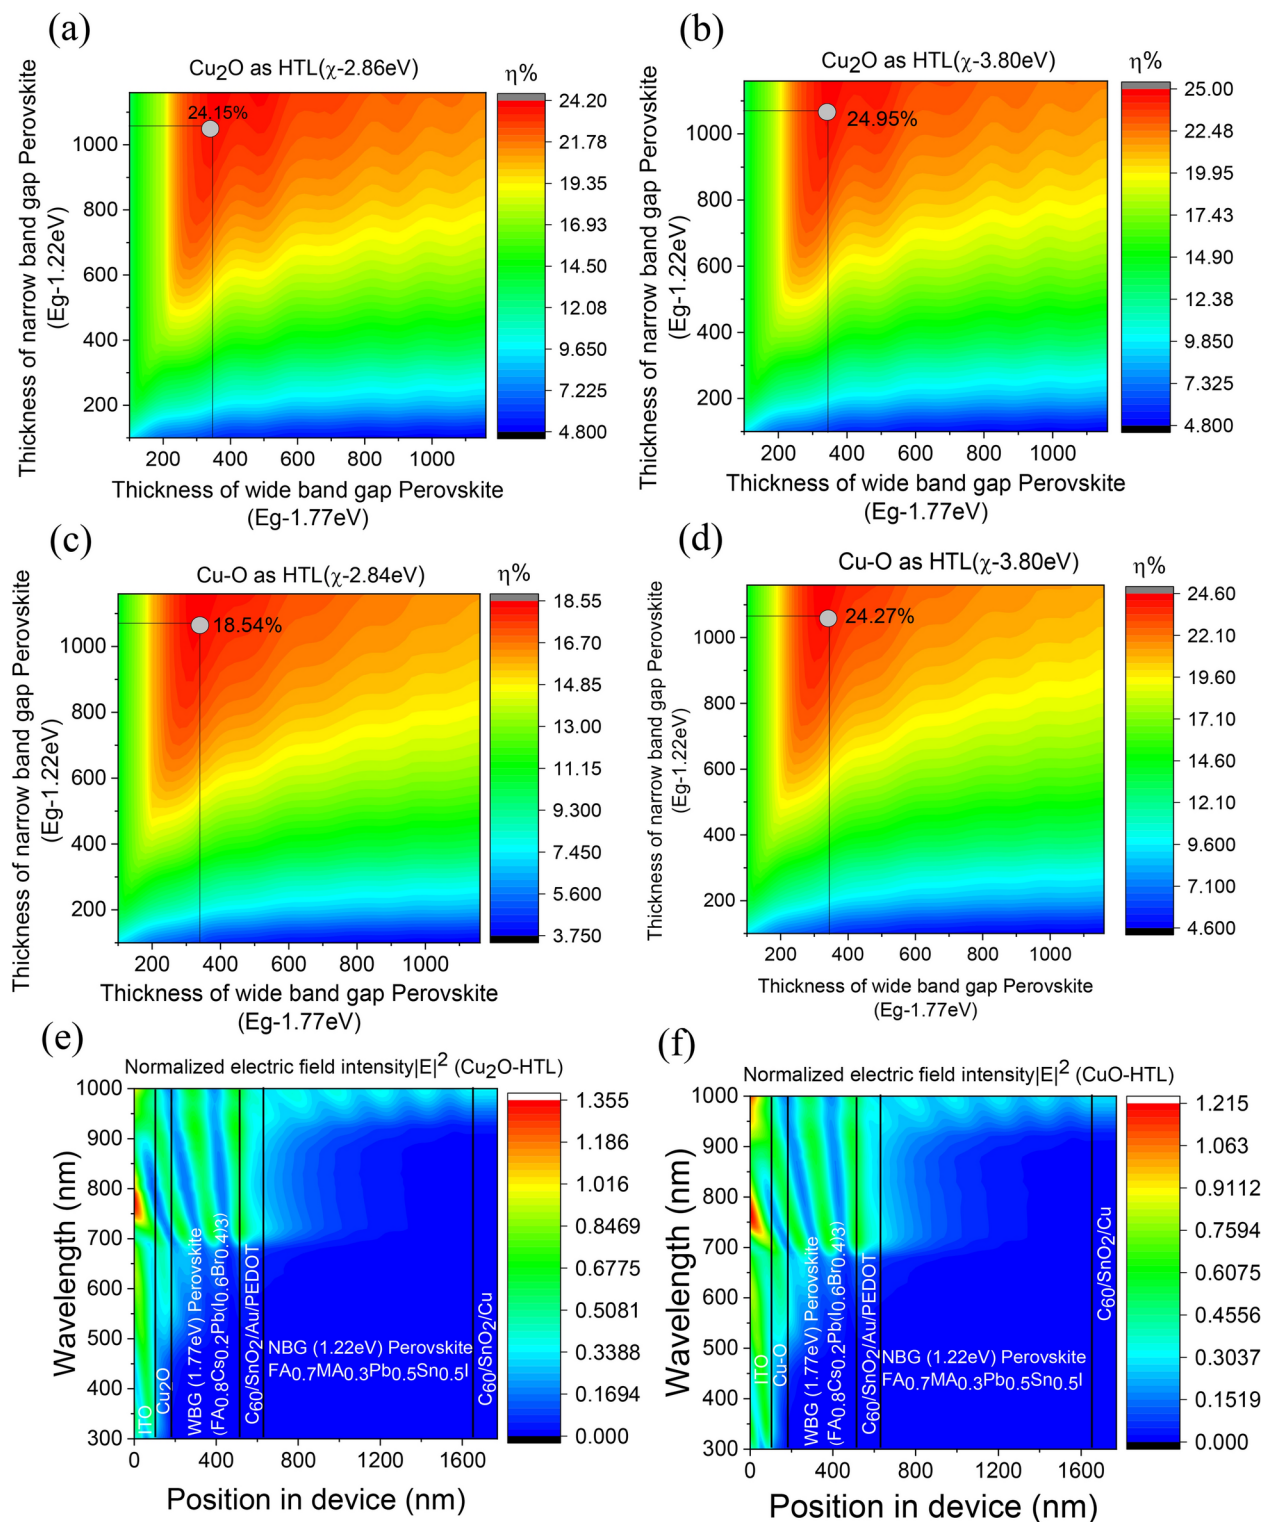 (a)
Cu2O as HTL(χ-2.86eV)
η%
24.15%
Thickness of narrow band gap Perovskite
(Eg-1.22eV)
1000
800
600
400
200
200 400 600 800 1000
Thickness of wide band gap Perovskite
(Eg-1.77eV)
24.20
21.78
19.35
16.93
14.50
12.08
9.650
7.225
4.800
(b)
Cu2O as HTL(χ-3.80eV)
η%
24.95%
Thickness of narrow band gap Perovskite
(Eg-1.22eV)
1000
800
600
400
200
200 400 600 800 1000
Thickness of wide band gap Perovskite
(Eg-1.77eV)
25.00
22.48
19.95
17.43
14.90
12.38
9.850
7.325
4.800
(c)
Cu-O as HTL(χ-2.84eV)
η%
18.54%
Thickness of narrow band gap Perovskite
(Eg-1.22eV)
1000
800
600
400
200
200 400 600 800 1000
Thickness of wide band gap Perovskite
(Eg-1.77eV)
18.55
16.70
14.85
13.00
11.15
9.300
7.450
5.600
3.750
(d)
Cu-O as HTL(χ-3.80eV)
η%
24.27%
Thickness of narrow band gap Perovskite
(Eg-1.22eV)
1000
800
600
400
200
200 400 600 800 1000
Thickness of wide band gap Perovskite
(Eg-1.77eV)
24.60
22.10
19.60
17.10
14.60
12.10
9.600
7.100
4.600
(e)
Normalized electric field intensity|E|2 (Cu2O-HTL)
Wavelength (nm)
1000
900
800
700
600
500
400
300
ITO
Cu2O
WBG (1.77eV) Perovskite
(FA0.8Cs0.2Pb(I0.6Br0.4)3)
C60/SnO2/Au/PEDOT
NBG (1.22eV) Perovskite
FA0.7MA0.3Pb0.5Sn0.5I
C60/SnO2/Cu
0 400 800 1200 1600
Position in device (nm)
1.355
1.186
1.016
0.8469
0.6775
0.5081
0.3388
0.1694
0.000
(f)
Normalized electric field intensity|E|2 (CuO-HTL)
Wavelength (nm)
1000
900
800
700
600
500
400
300
ITO
Cu-O
WBG (1.77eV) Perovskite
(FA0.8Cs0.2Pb(I0.6Br0.4)3)
C60/SnO2/Au/PEDOT
NBG (1.22eV) Perovskite
FA0.7MA0.3Pb0.5Sn0.5I
C60/SnO2/Cu
0 400 800 1200 1600
Position in device (nm)
1.215
1.063
0.9112
0.7594
0.6075
0.4556
0.3037
0.1519
0.000